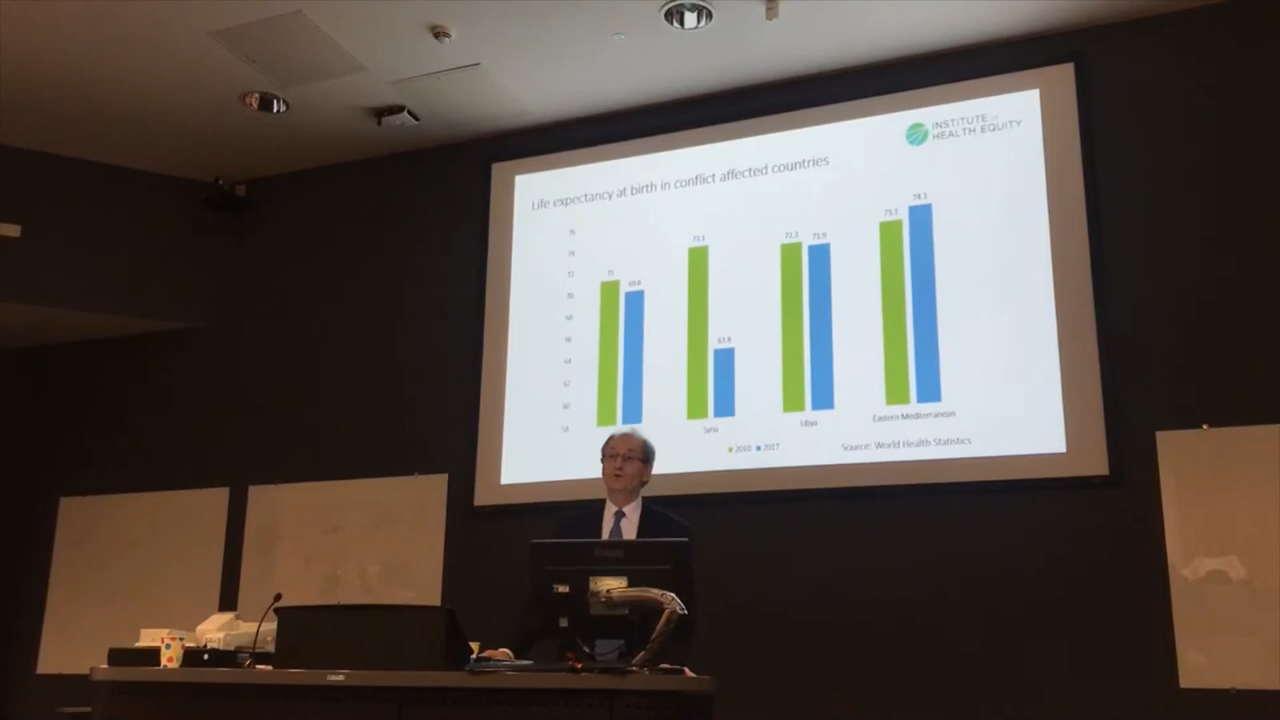 INSTITUTE of
HEALTH EQUITY
Life expectancy at birth in conflict affected countries
76
74
72
70
68
66
64
62
60
58
71
69.8
73.1
63.8
72.3
71.9
73.1
74.1
Syria
Libya
Eastern Mediterranean
2010
2017
Source: World Health Statistics